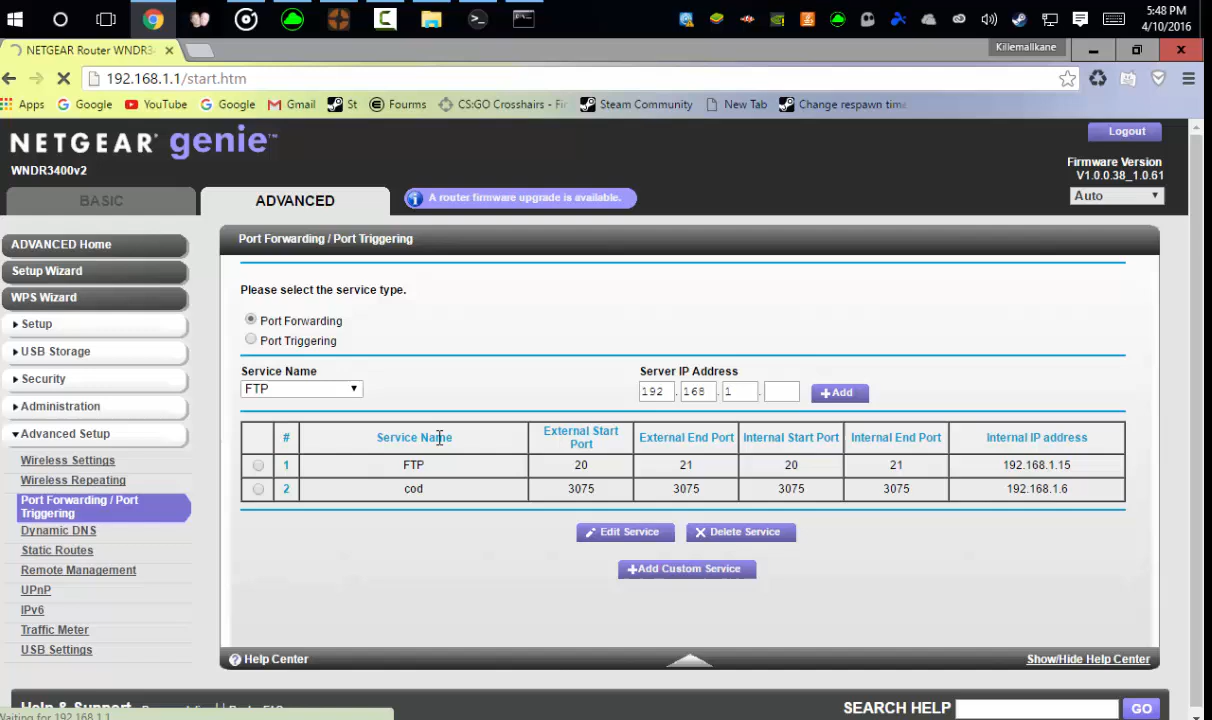 5:48 PM
4/10/2016
NETGEAR Router WNDR3
Killemallkane
192.168.1.1/start.htm
Apps Google YouTube Google Gmail St Fourms CS:GO Crosshairs - Fi Steam Community New Tab Change respawn time
NETGEAR® genie™
Logout
WNDR3400v2
Firmware Version
V1.0.0.38_1.0.61
BASIC ADVANCED A router firmware upgrade is available. Auto
ADVANCED Home
Setup Wizard
WPS Wizard
Setup
USB Storage
Security
Administration
Advanced Setup
Wireless Settings
Wireless Repeating
Port Forwarding / Port
Triggering
Dynamic DNS
Static Routes
Remote Management
UPnP
IPv6
Traffic Meter
USB Settings
Port Forwarding / Port Triggering
Please select the service type.
Port Forwarding
Port Triggering
Service Name Server IP Address
FTP 192 . 168 . 1 . +Add
# Service Name External Start Port External End Port Internal Start Port Internal End Port Internal IP address
1 FTP 20 21 20 21 192.168.1.15
2 cod 3075 3075 3075 3075 192.168.1.6
Edit Service Delete Service
+Add Custom Service
Help Center Show/Hide Help Center
Help & Support
SEARCH HELP GO
Waiting for 192.168.1.1